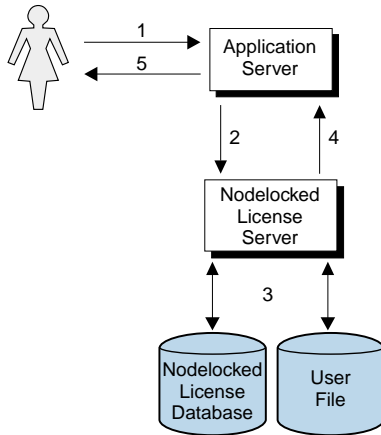 1
5
Application
Server
2
4
Nodelocked
License
Server
3
Nodelocked
License
Database
User
File